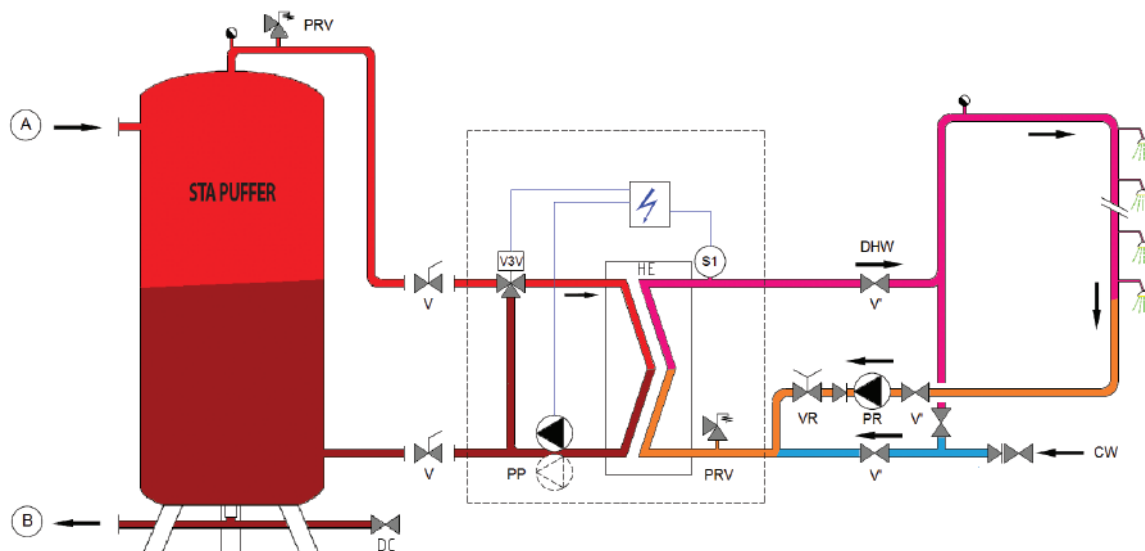 PRV
A
STA PUFFER
V3V
HE
S1
DHW
V
V'
VR
PR
V'
V
PP
PRV
V'
CW
B
DC